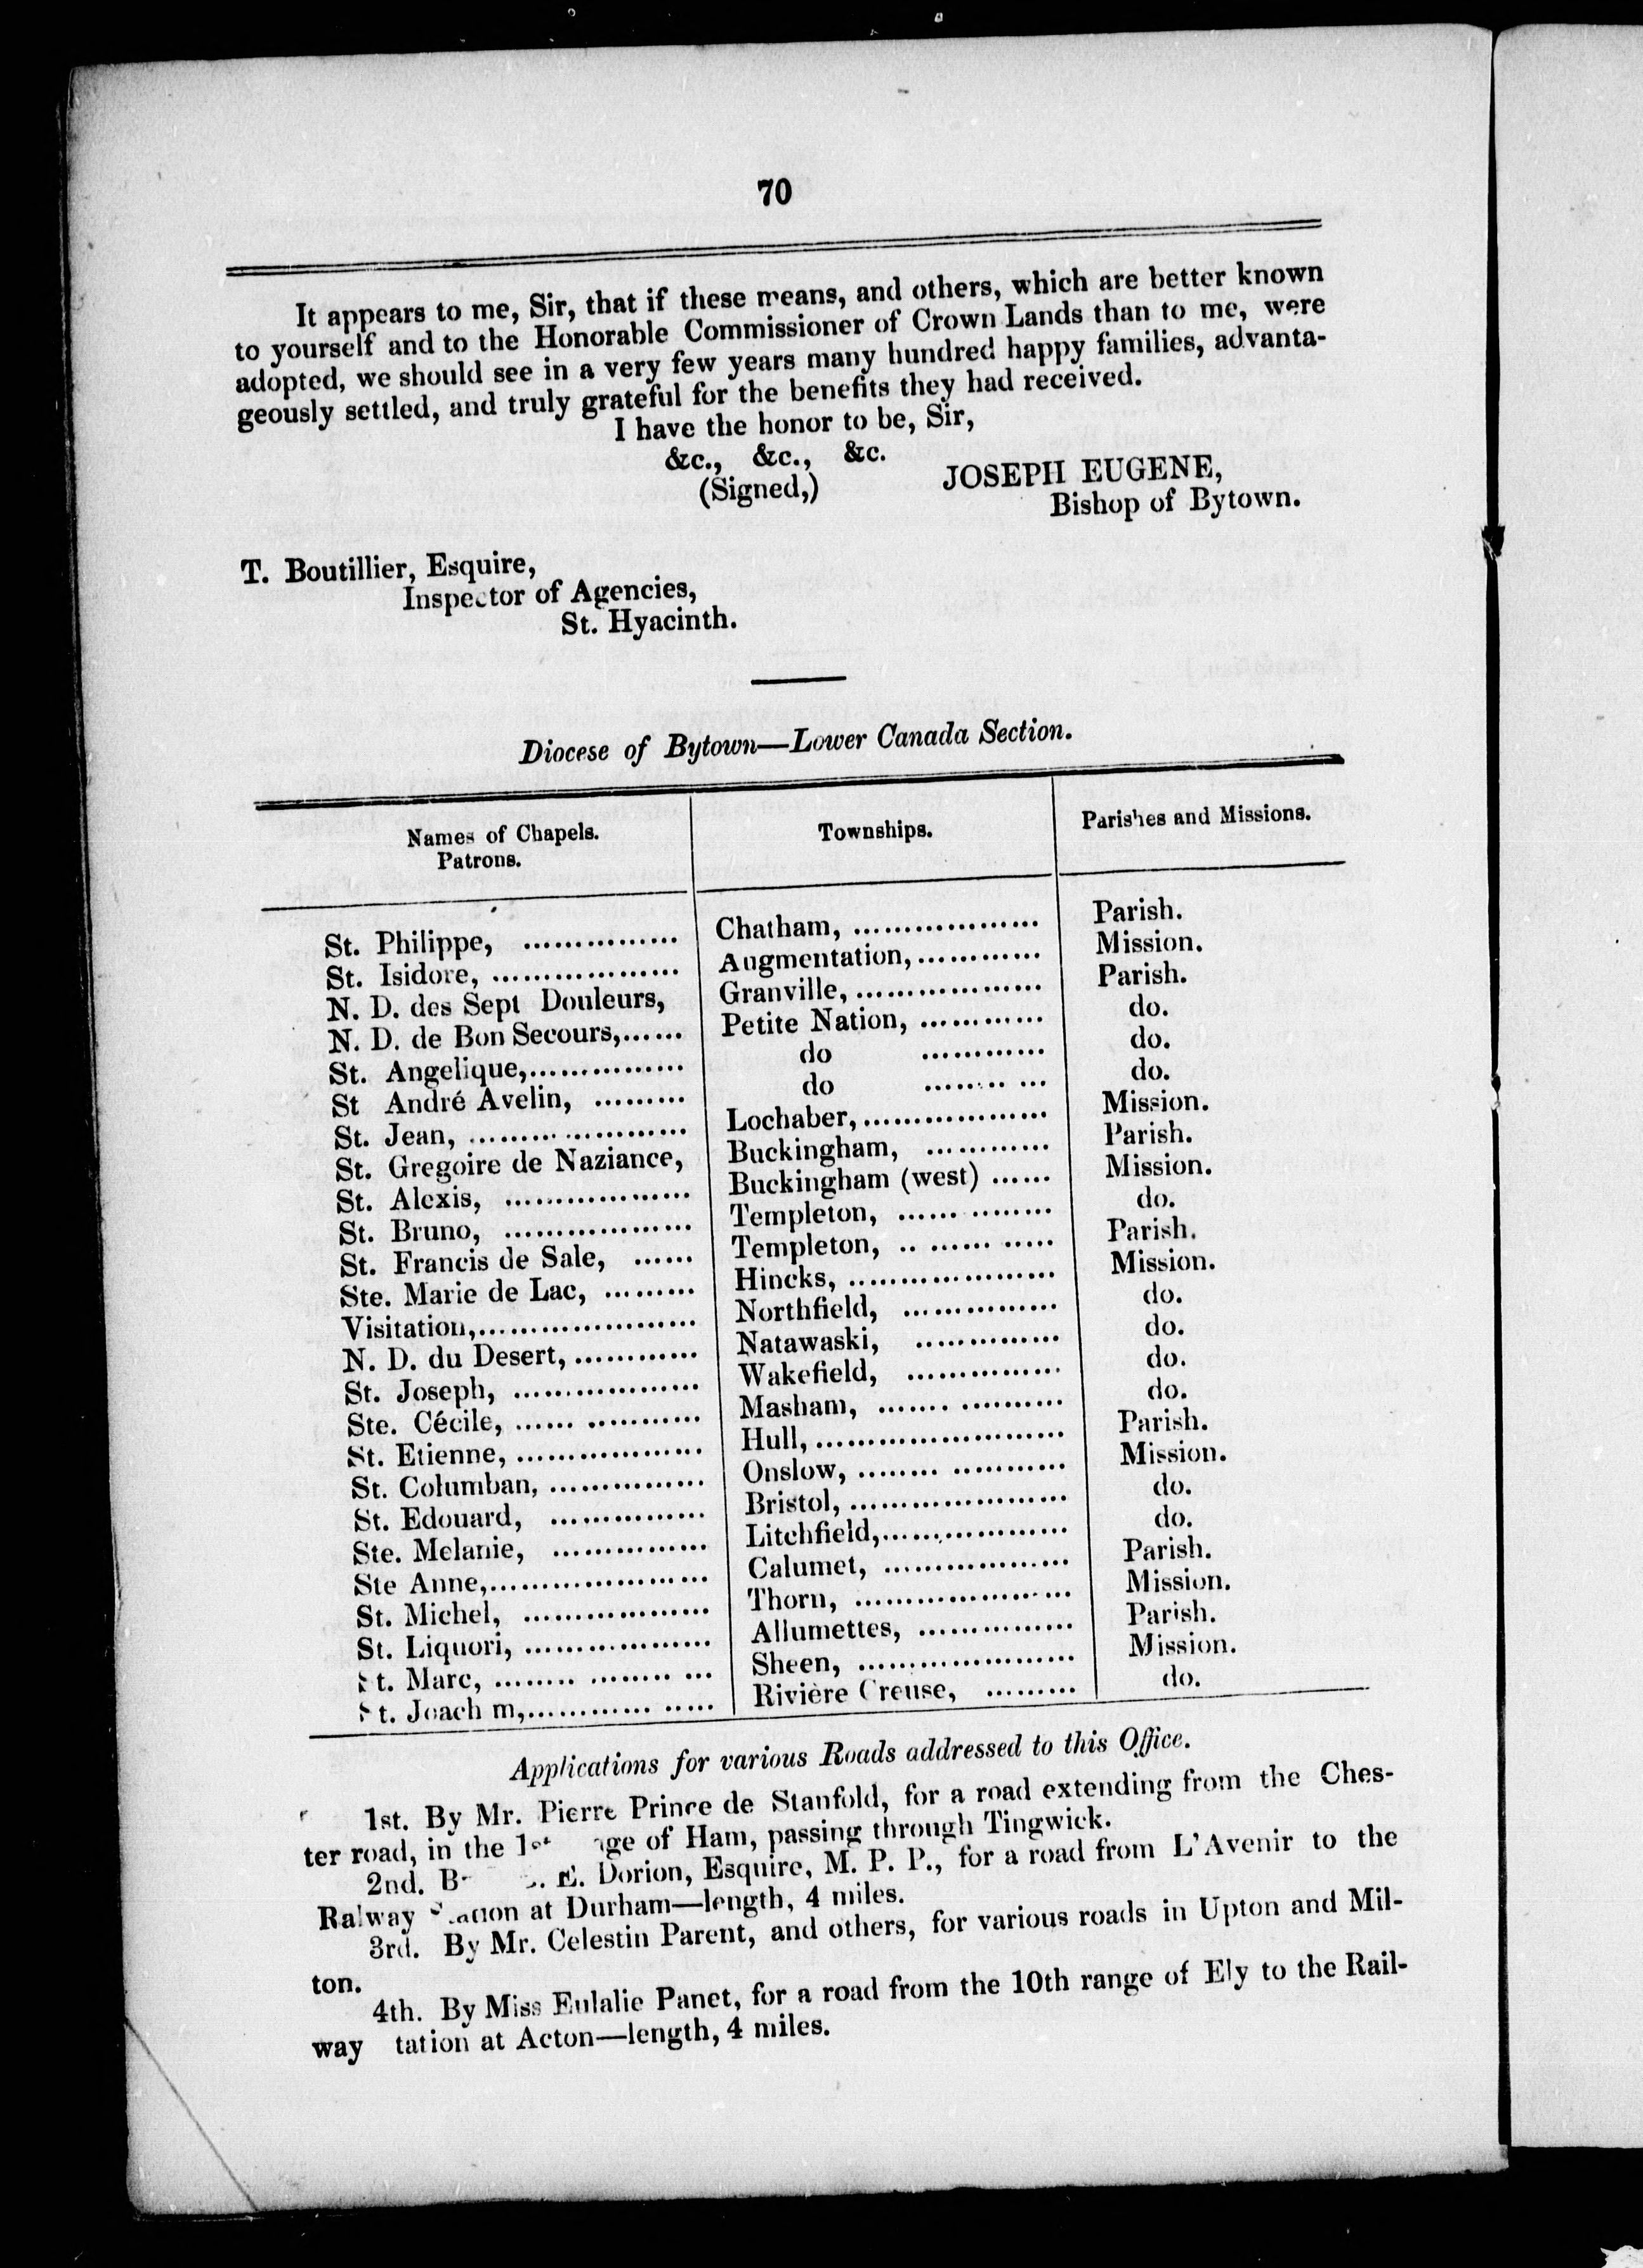 70
It appears to me, Sir, that if these means, and others, which are better known
to yourself and to the Honorable Commissioner of Crown Lands than to me, were
adopted, we should see in a very few years many hundred happy families, advanta-
geously settled, and truly grateful for the benefits they had received.
I have the honor to be, Sir,
&c., &c., &c.
(Signed,) JOSEPH EUGENE,
Bishop of Bytown.
T. Boutillier, Esquire,
Inspector of Agencies,
St. Hyacinth.
Diocese of Bytown—Lower Canada Section.
Names of Chapels. Patrons. Townships. Parishes and Missions.
St. Philippe, ............... Chatham, .................. Parish.
St. Isidore, .................. Augmentation, ............ Mission.
N. D. des Sept Douleurs, Granville, .................. Parish.
N. D. de Bon Secours, ...... Petite Nation, ............ do.
St. Angelique, ............... do ............ do.
St André Avelin, ......... do ............ do.
St. Jean, ..................... Lochaber, .................. Mission.
St. Gregoire de Naziance, Buckingham, ............ Parish.
St. Alexis, .................. Buckingham (west) ...... Mission.
St. Bruno, .................. Templeton, ............... do.
St. Francis de Sale, ...... Templeton, ............... Parish.
Ste. Marie de Lac, ......... Hincks, ..................... Mission.
Visitation, ..................... Northfield, ............... do.
N. D. du Desert, ............ Natawaski, ............... do.
St. Joseph, .................. Wakefield, ............... do.
Ste. Cécile, .................. Masham, .................. do.
St. Etienne, .................. Hull, ........................ Parish.
St. Columban, ............... Onslow, .................... Mission.
St. Edouard, ............... Bristol, ..................... do.
Ste. Melanie, ............... Litchfield, .................. do.
Ste Anne, ..................... Calumet, .................. Parish.
St. Michel, .................. Thorn, ..................... Mission.
St. Liquori, .................. Allumettes, ............... Parish.
St. Marc, ..................... Sheen, ..................... Mission.
St. Joach m, .................. Rivière Creuse, ......... do.
Applications for various Roads addressed to this Office.
1st. By Mr. Pierre Prince de Stanfold, for a road extending from the Ches-
ter road, in the 1st of Ham, passing through Tingwick.
2nd. E. Dorion, Esquire, M. P. P., for a road from L'Avenir to the
Ralway at Durham—length, 4 miles.
3rd. By Mr. Celestin Parent, and others, for various roads in Upton and Mil-
ton.
4th. By Miss Eulalie Panet, for a road from the 10th range of Ely to the Rail-
way tation at Acton—length, 4 miles.